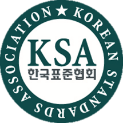 KOREAN STANDARDS ASSOCIATION
KSA
한국표준협회